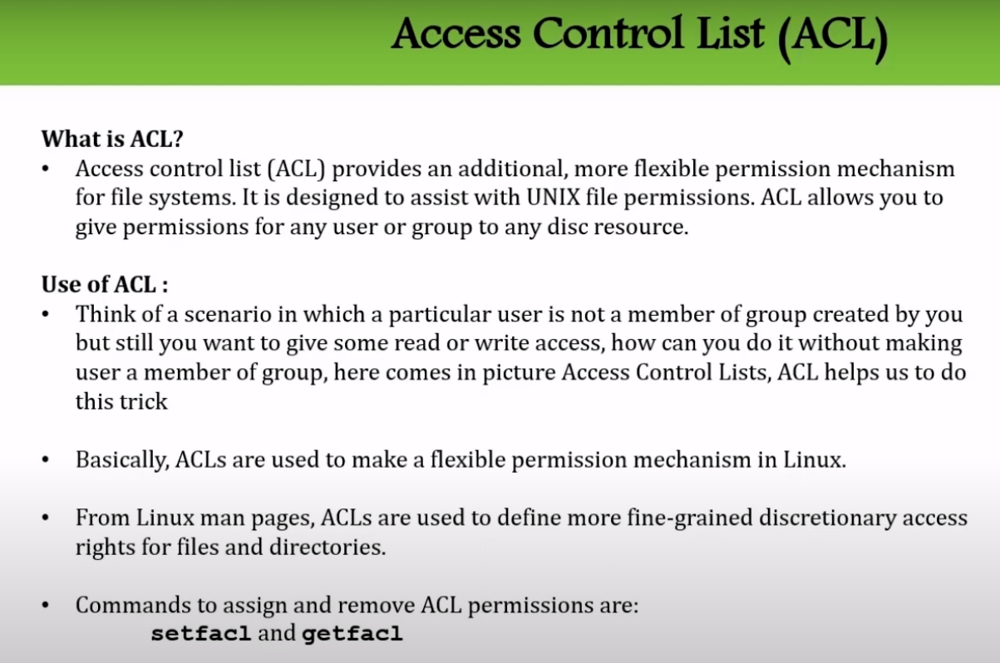 Access Control List (ACL)
What is ACL?
• Access control list (ACL) provides an additional, more flexible permission mechanism
for file systems. It is designed to assist with UNIX file permissions. ACL allows you to
give permissions for any user or group to any disc resource.
Use of ACL :
• Think of a scenario in which a particular user is not a member of group created by you
but still you want to give some read or write access, how can you do it without making
user a member of group, here comes in picture Access Control Lists, ACL helps us to do
this trick
• Basically, ACLs are used to make a flexible permission mechanism in Linux.
• From Linux man pages, ACLs are used to define more fine-grained discretionary access
rights for files and directories.
• Commands to assign and remove ACL permissions are:
setfacl and getfacl